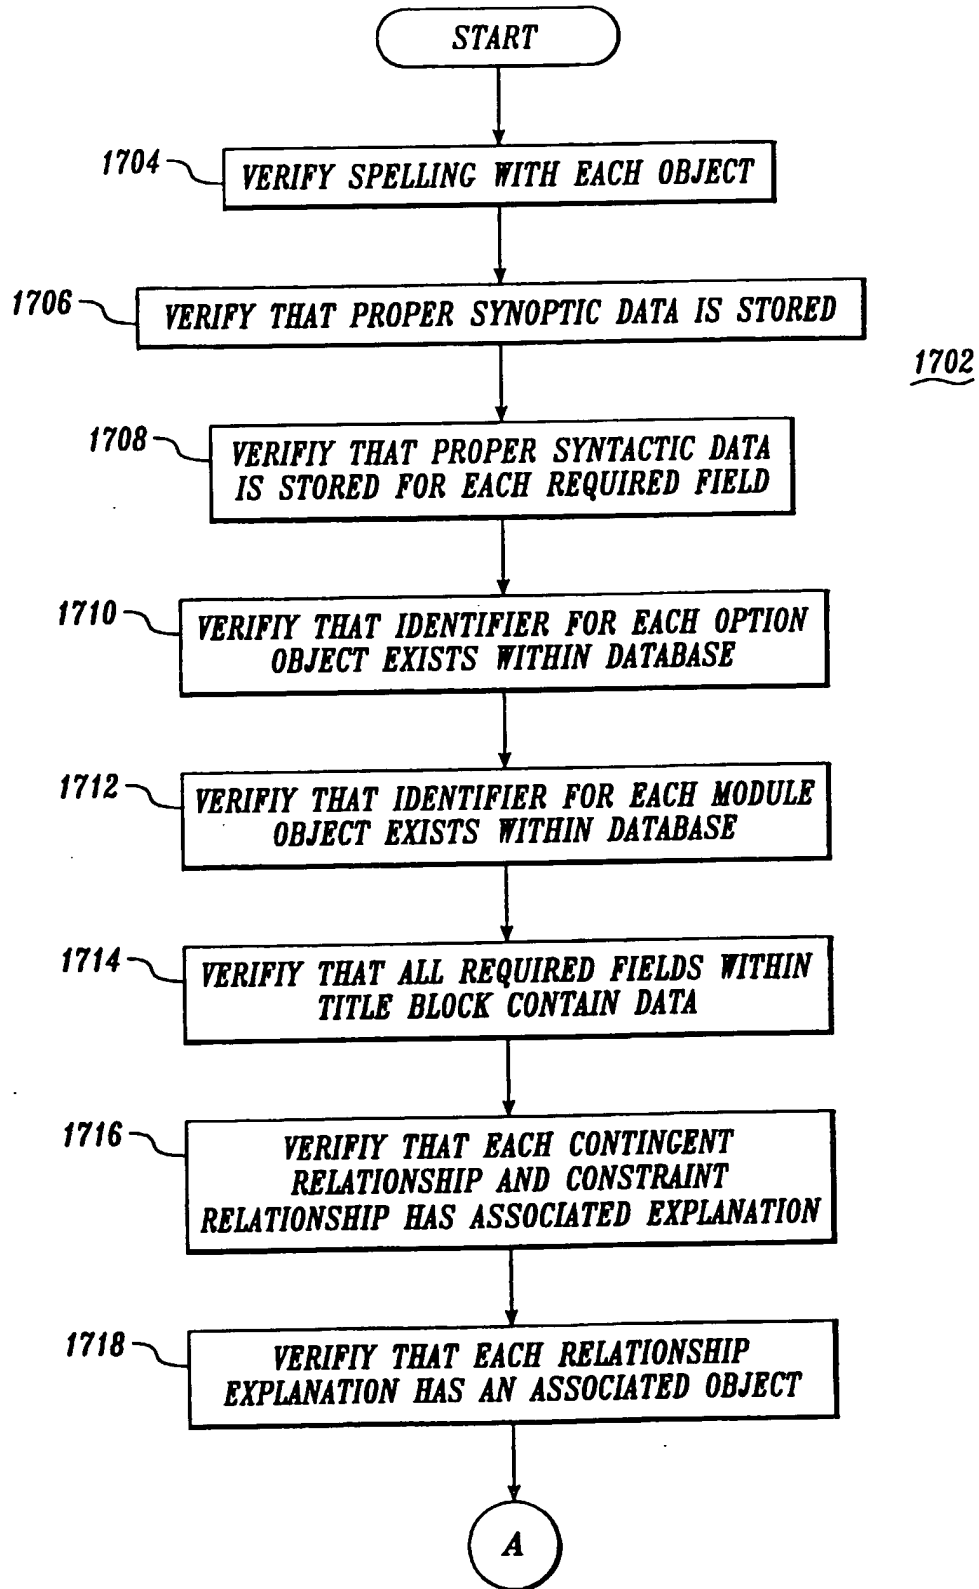 START
1704
VERIFY SPELLING WITH EACH OBJECT
1706
VERIFY THAT PROPER SYNOPTIC DATA IS STORED
1702
1708
VERIFIY THAT PROPER SYNTACTIC DATA
IS STORED FOR EACH REQUIRED FIELD
1710
VERIFIY THAT IDENTIFIER FOR EACH OPTION
OBJECT EXISTS WITHIN DATABASE
1712
VERIFIY THAT IDENTIFIER FOR EACH MODULE
OBJECT EXISTS WITHIN DATABASE
1714
VERIFIY THAT ALL REQUIRED FIELDS WITHIN
TITLE BLOCK CONTAIN DATA
1716
VERIFIY THAT EACH CONTINGENT
RELATIONSHIP AND CONSTRAINT
RELATIONSHIP HAS ASSOCIATED EXPLANATION
1718
VERIFIY THAT EACH RELATIONSHIP
EXPLANATION HAS AN ASSOCIATED OBJECT
A